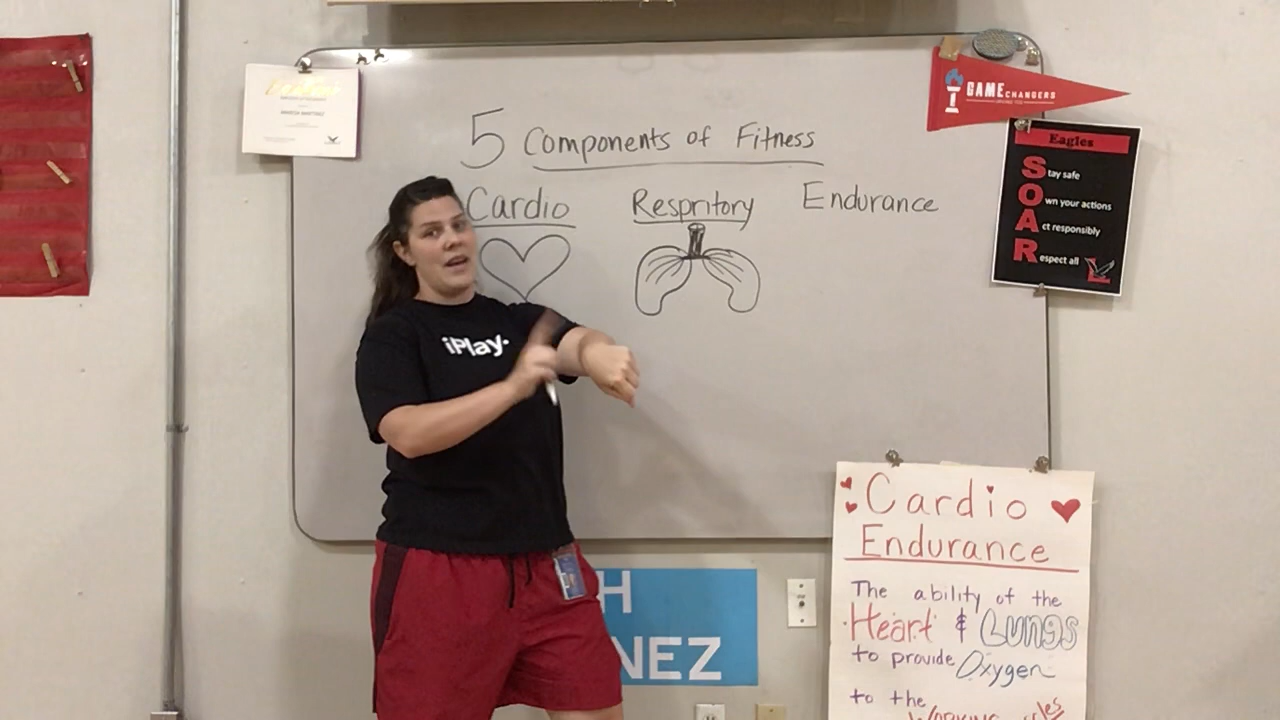 5 Components of Fitness
Cardio Respritory Endurance
iPlay.
GAME CHANGERS
Eagles
Stay safe
Own your actions
Act responsibly
Respect all
H
NEZ
Cardio
Endurance
The ability of the
Heart & Lungs
to provide Oxygen
to the